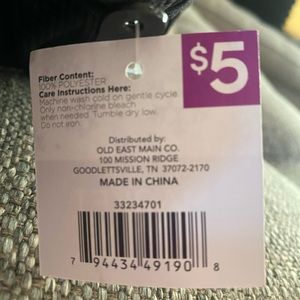 $5
Fiber Content:
100% POLYESTER
Care Instructions Here:
Machine wash cold on gentle cycle.
Only non-chlorine bleach
when needed. Tumble dry low.
Do not iron.
Distributed by:
OLD EAST MAIN CO.
100 MISSION RIDGE
GOODLETTSVILLE, TN 37072-2170
MADE IN CHINA
33234701
7 94434 49190 8